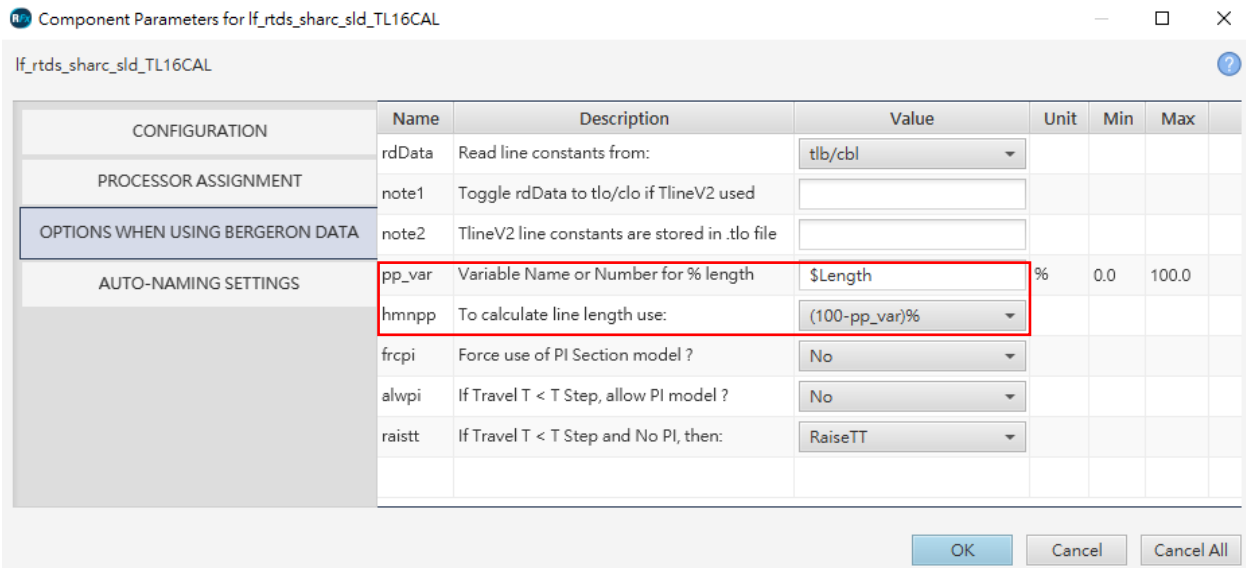 RFX Component Parameters for lf_rtds_sharc_sld_TL16CAL
lf_rtds_sharc_sld_TL16CAL
?
CONFIGURATION
PROCESSOR ASSIGNMENT
OPTIONS WHEN USING BERGERON DATA
AUTO-NAMING SETTINGS
Name Description Value Unit Min Max
rdData Read line constants from: tlb/cbl
note1 Toggle rdData to tlo/clo if TlineV2 used
note2 TlineV2 line constants are stored in .tlo file
pp_var Variable Name or Number for % length $Length % 0.0 100.0
hmnpp To calculate line length use: (100-pp_var)%
frcpi Force use of PI Section model ? No
alwpi If Travel T < T Step, allow PI model ? No
raistt If Travel T < T Step and No PI, then: RaiseTT
OK Cancel Cancel All